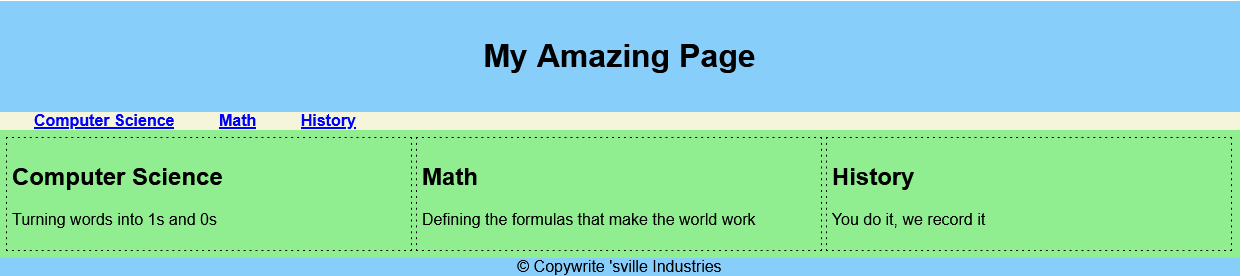 My Amazing Page
Computer Science Math History
Computer Science
Turning words into 1s and 0s
Math
Defining the formulas that make the world work
History
You do it, we record it
© Copywrite 'sville Industries